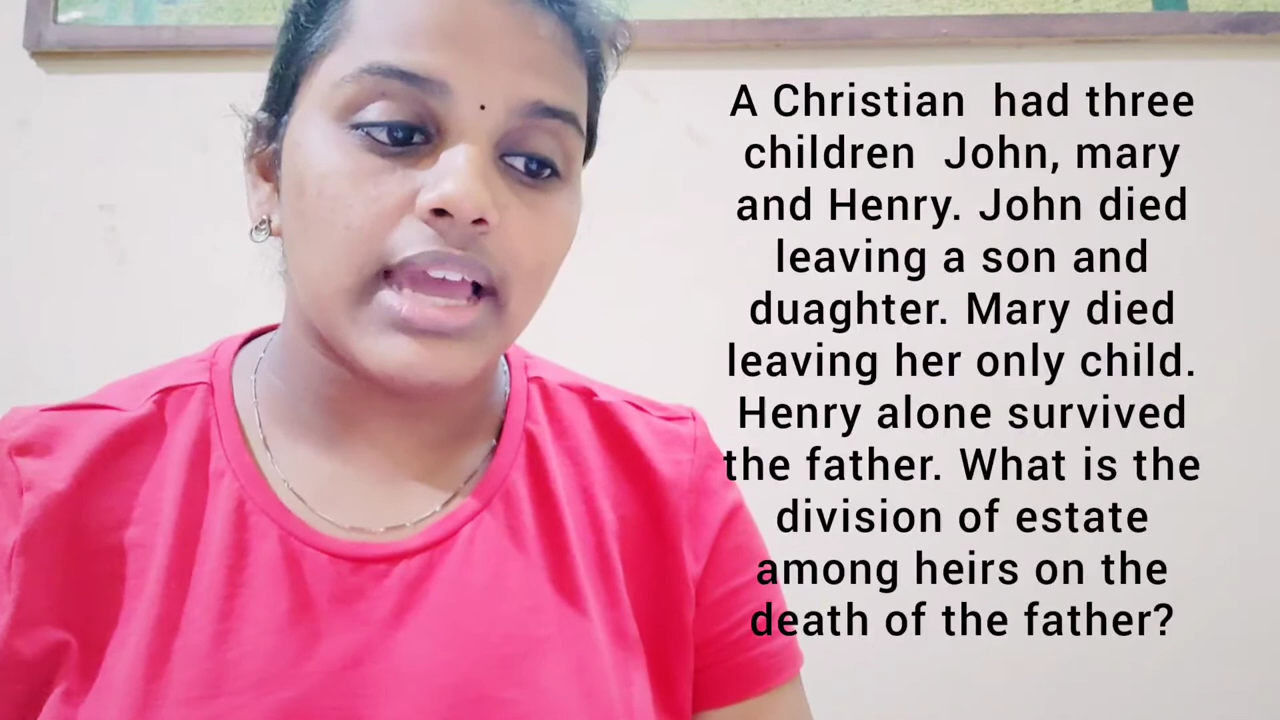 A Christian had three
children John, mary
and Henry. John died
leaving a son and
duaghter. Mary died
leaving her only child.
Henry alone survived
the father. What is the
division of estate
among heirs on the
death of the father?